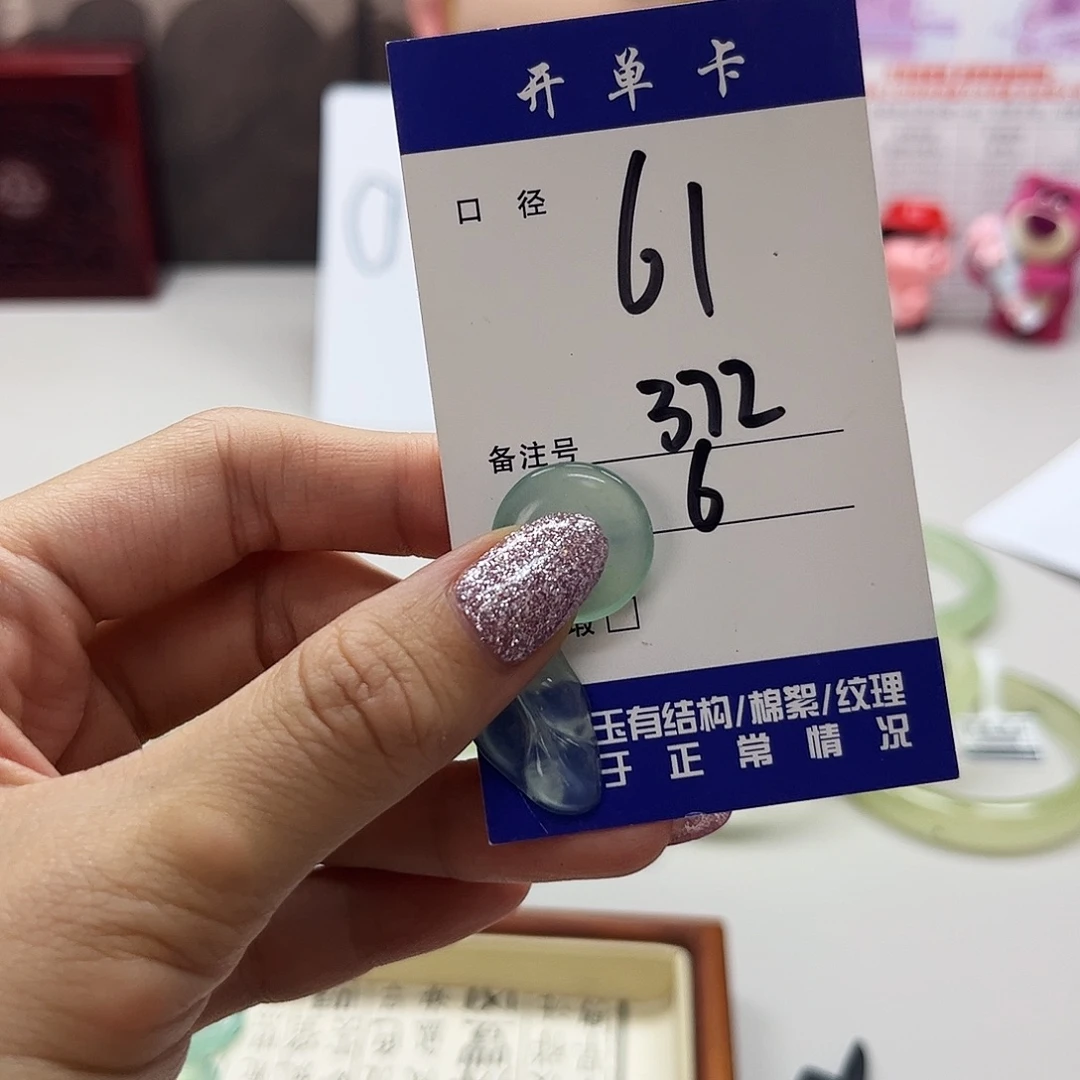 开单卡
口径 61
备注号 372
6
玉有结构/棉絮/纹理
于正常情况